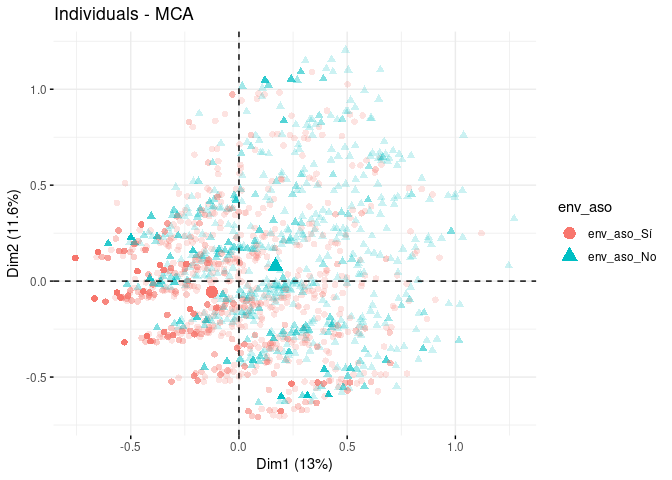 Individuals - MCA
Dim2 (11.6%)
1.0
0.5
0.0
-0.5
-0.5
0.0
0.5
1.0
Dim1 (13%)
env_aso
env_aso_Sí
env_aso_No